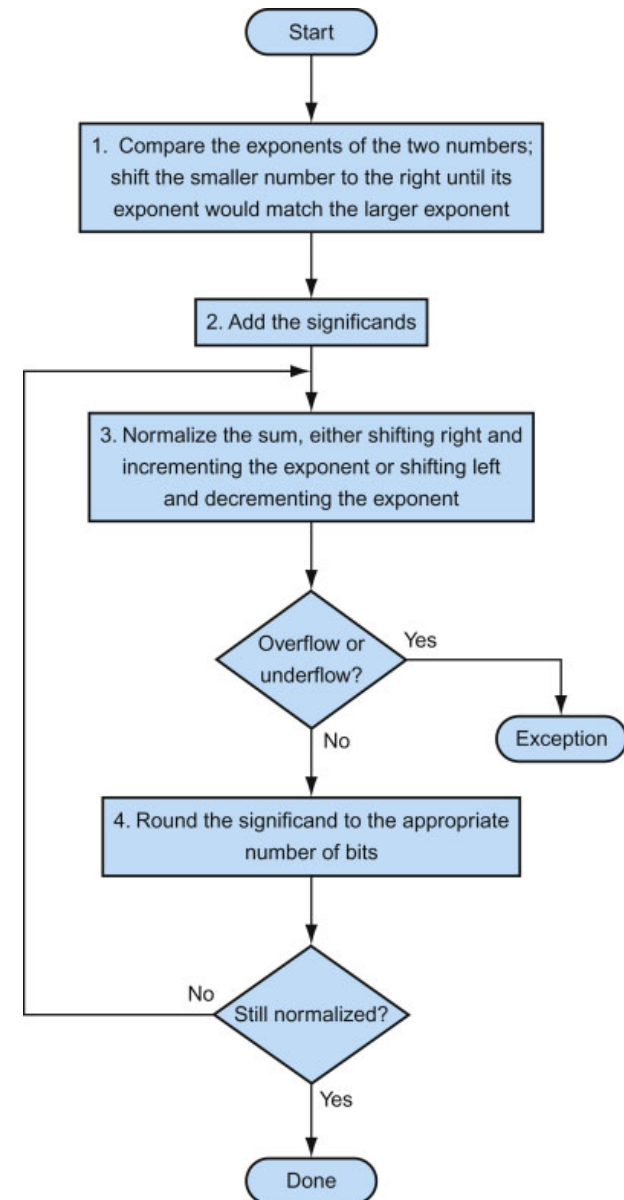 Start
1. Compare the exponents of the two numbers;
shift the smaller number to the right until its
exponent would match the larger exponent
2. Add the significands
3. Normalize the sum, either shifting right and
incrementing the exponent or shifting left
and decrementing the exponent
Overflow or
underflow?
Yes
Exception
No
4. Round the significand to the appropriate
number of bits
Still normalized?
No
Yes
Done